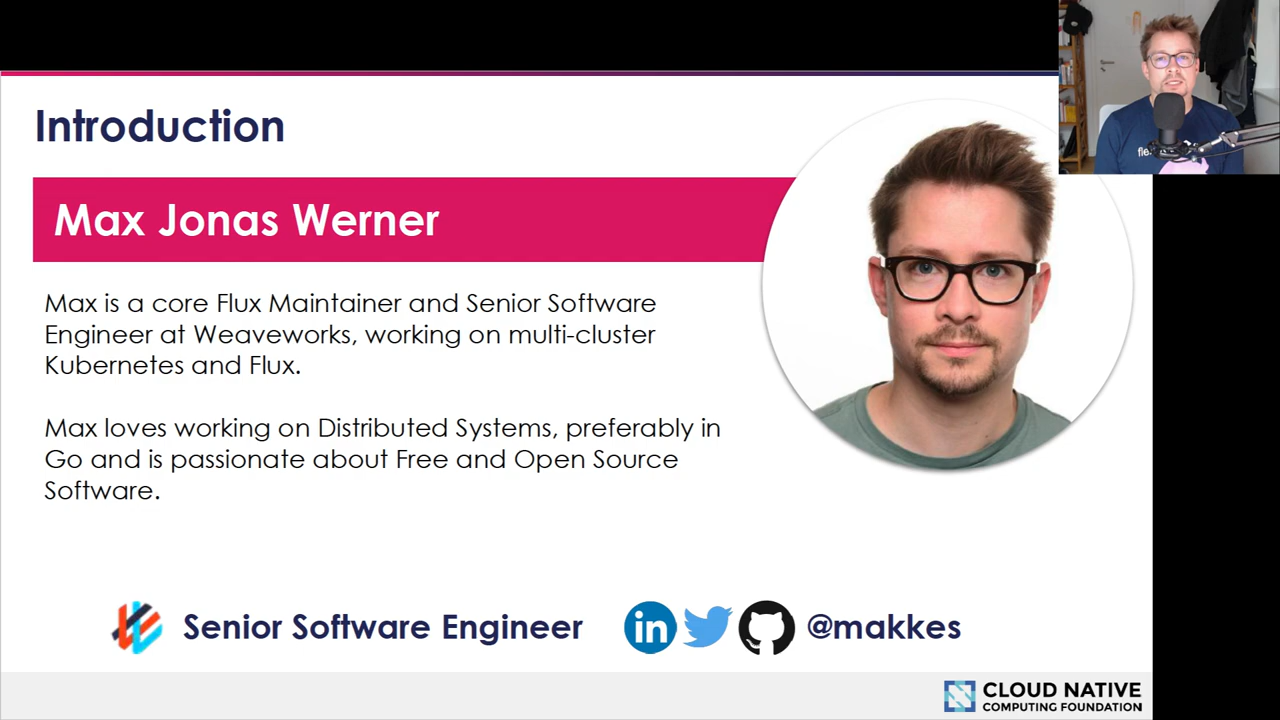 Introduction
Max Jonas Werner
Max is a core Flux Maintainer and Senior Software
Engineer at Weaveworks, working on multi-cluster
Kubernetes and Flux.
Max loves working on Distributed Systems, preferably in
Go and is passionate about Free and Open Source
Software.
Senior Software Engineer
in
@makkes
CLOUD NATIVE
COMPUTING FOUNDATION